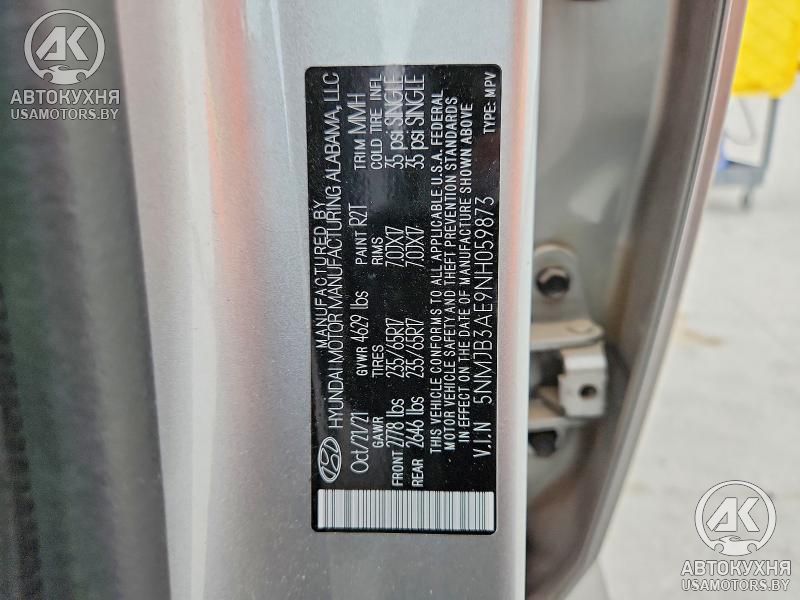 MANUFACTURED BY
HYUNDAI MOTOR MANUFACTURING ALABAMA, LLC
Oct/21/21 GVWR 4629 lbs PAINT R2T TRIM MMH
GAWR TIRES RIMS COLD TIRE INFL
FRONT 2778 lbs 235/65R17 7.0JX17 35 psi SINGLE
REAR 2646 lbs 235/65R17 7.0JX17 35 psi SINGLE
THIS VEHICLE CONFORMS TO ALL APPLICABLE U.S.A. FEDERAL
MOTOR VEHICLE SAFETY AND THEFT PREVENTION STANDARDS
IN EFFECT ON THE DATE OF MANUFACTURE SHOWN ABOVE
V.I.N 5NMJB3AE9NH059873 TYPE: MPV
AK
АВТОКУХНЯ
USAMOTORS.BY
AK
АВТОКУХНЯ
USAMOTORS.BY